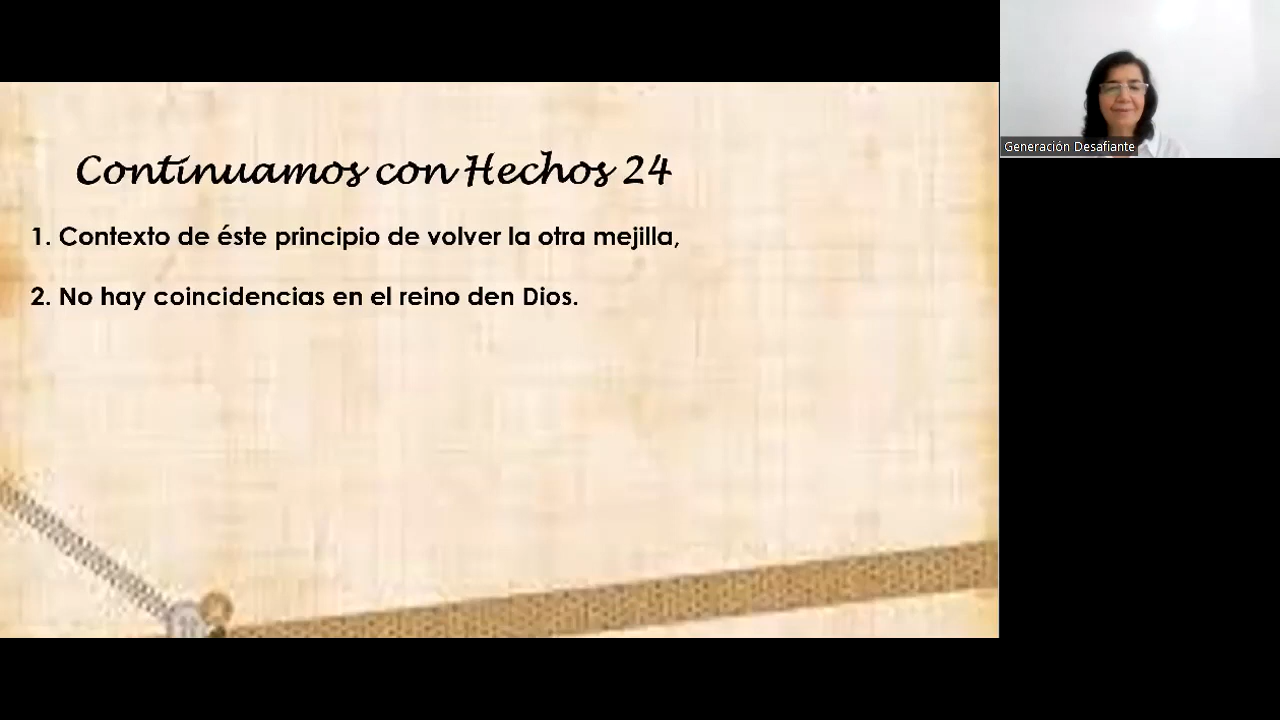 Continuamos con Hechos 24
1. Contexto de éste principio de volver la otra mejilla,
2. No hay coincidencias en el reino den Dios.
Generación Desafiante